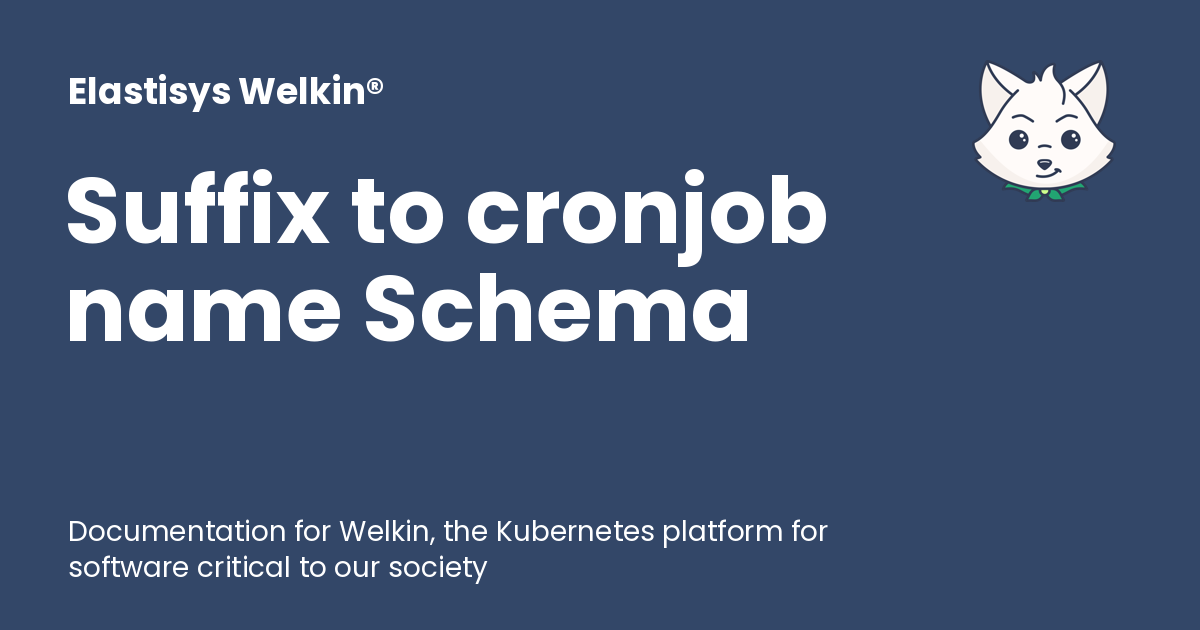 Elastisys Welkin®
Suffix to cronjob
name Schema
Documentation for Welkin, the Kubernetes platform for
software critical to our society